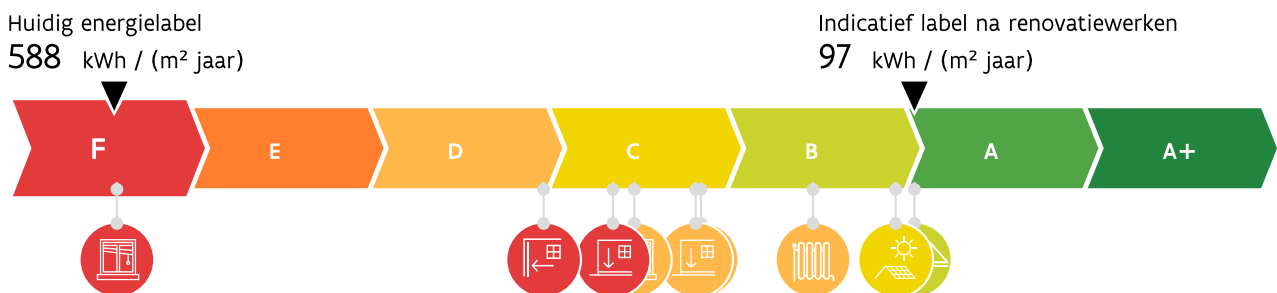 Huidig energielabel
588 kWh / (m² jaar)
Indicatief label na renovatiewerken
97 kWh / (m² jaar)
F E D C B A A+